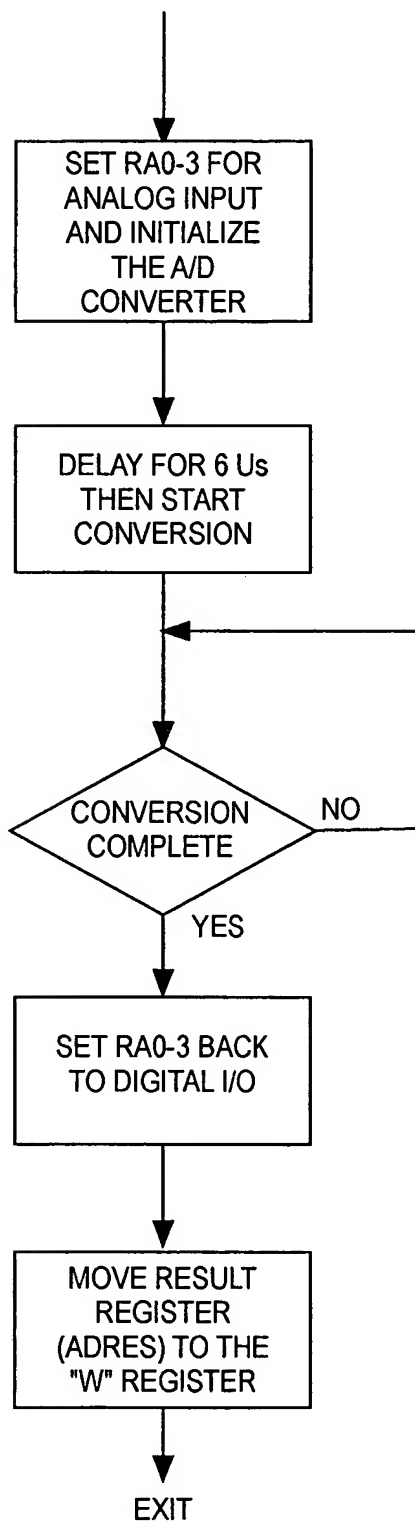 SET RA0-3 FOR
ANALOG INPUT
AND INITIALIZE
THE A/D
CONVERTER
DELAY FOR 6 Us
THEN START
CONVERSION
CONVERSION
COMPLETE
NO
YES
SET RA0-3 BACK
TO DIGITAL I/O
MOVE RESULT
REGISTER
(ADRES) TO THE
"W" REGISTER
EXIT